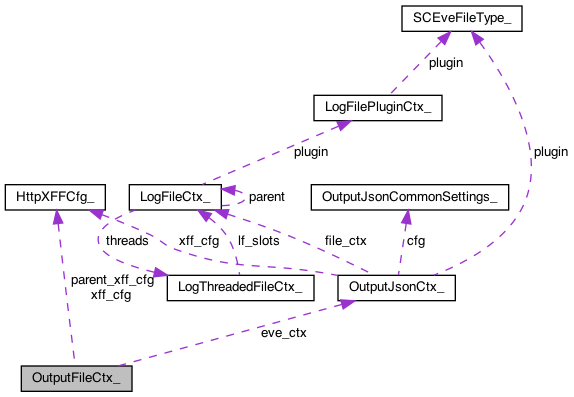 SCEveFileType_
plugin
LogFilePluginCtx_
plugin
plugin
HttpXFFCfg_
LogFileCtx_
parent
OutputJsonCommonSettings_
threads
xff_cfg
lf_slots
file_ctx
cfg
parent_xff_cfg
xff_cfg
LogThreadedFileCtx_
OutputJsonCtx_
eve_ctx
OutputFileCtx_